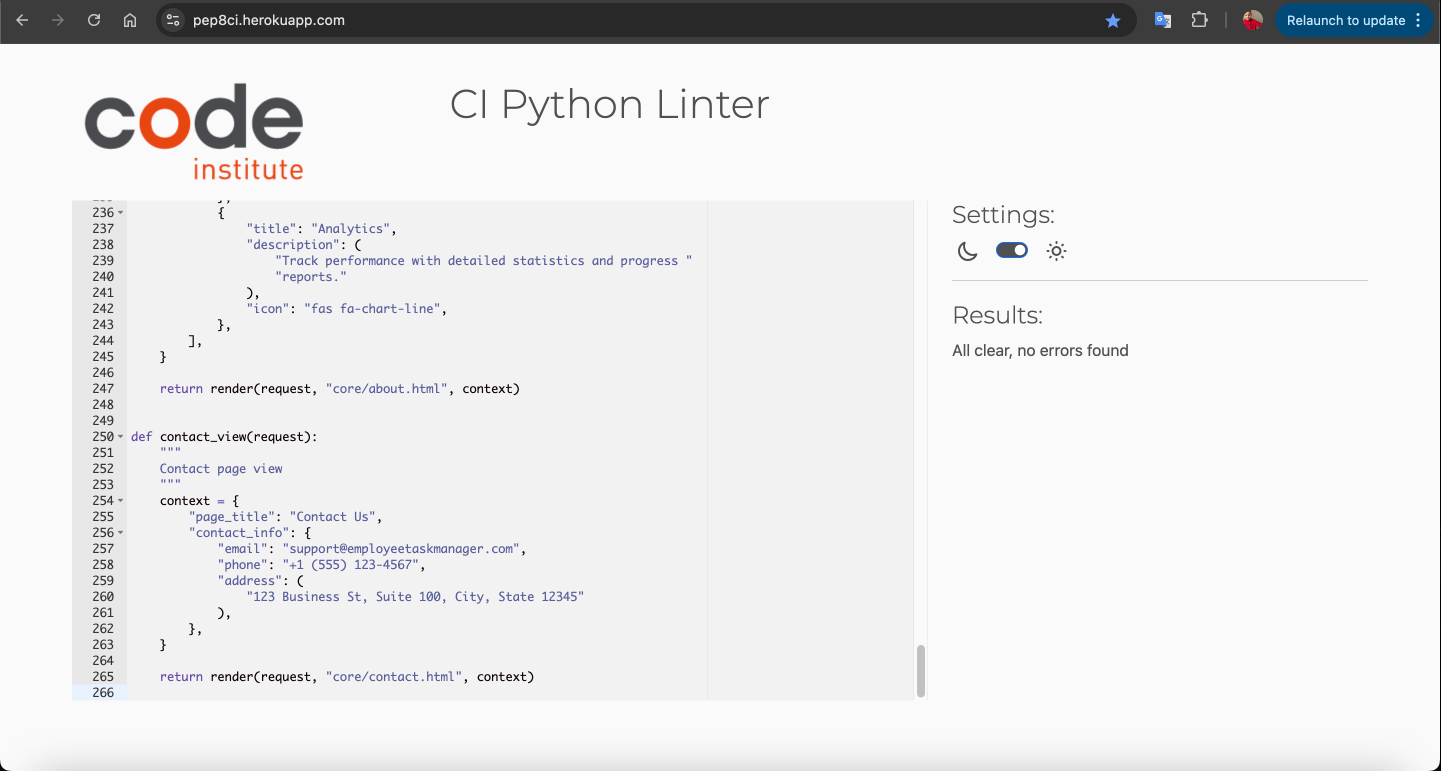 pep8ci.herokuapp.com
Relaunch to update
code
institute
CI Python Linter
236 {
237 "title": "Analytics",
238 "description": (
239 "Track performance with detailed statistics and progress "
240 "reports."
241 ),
242 "icon": "fas fa-chart-line",
243 },
244 ],
245 }
246
247 return render(request, "core/about.html", context)
248
249
250 def contact_view(request):
251 """
252 Contact page view
253 """
254 context = {
255 "page_title": "Contact Us",
256 "contact_info": {
257 "email": "support@employeetaskmanager.com",
258 "phone": "+1 (555) 123-4567",
259 "address": (
260 "123 Business St, Suite 100, City, State 12345"
261 ),
262 },
263 }
264
265 return render(request, "core/contact.html", context)
266
Settings:
Results:
All clear, no errors found